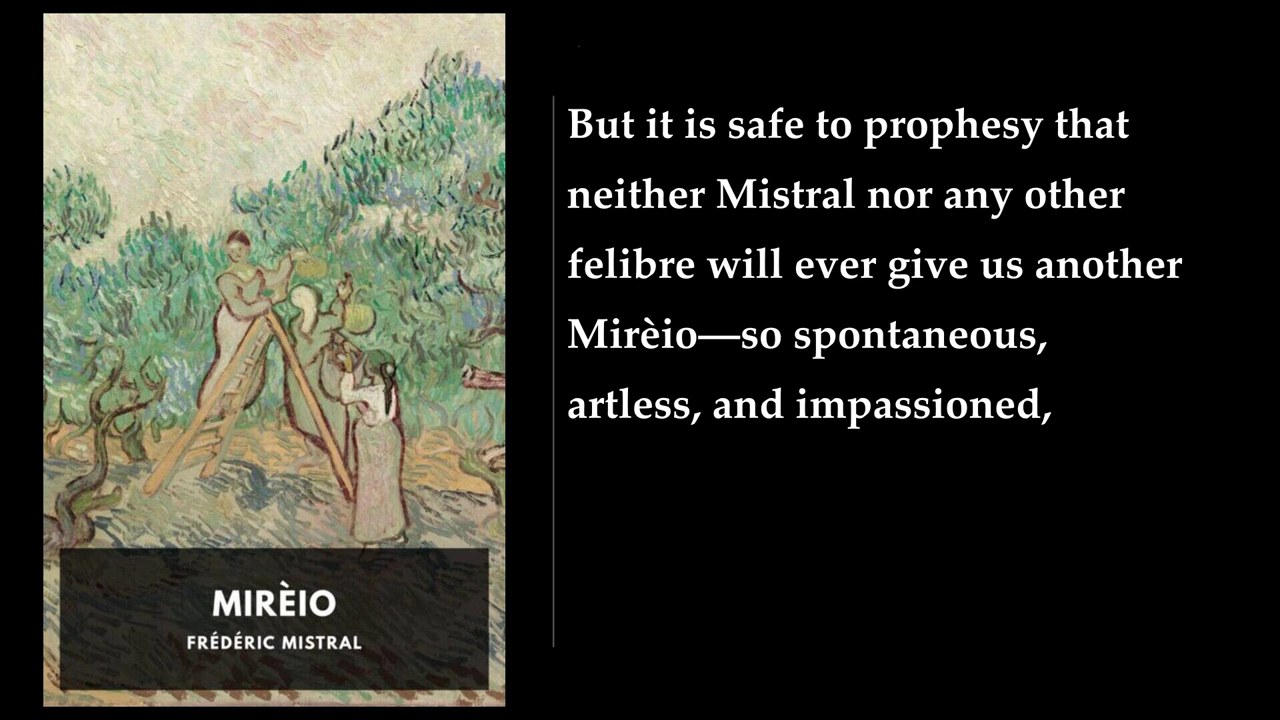 But it is safe to prophesy that
neither Mistral nor any other
felibre will ever give us another
Mirèio—so spontaneous,
artless, and impassioned,
MIRÈIO
FRÉDÉRIC MISTRAL